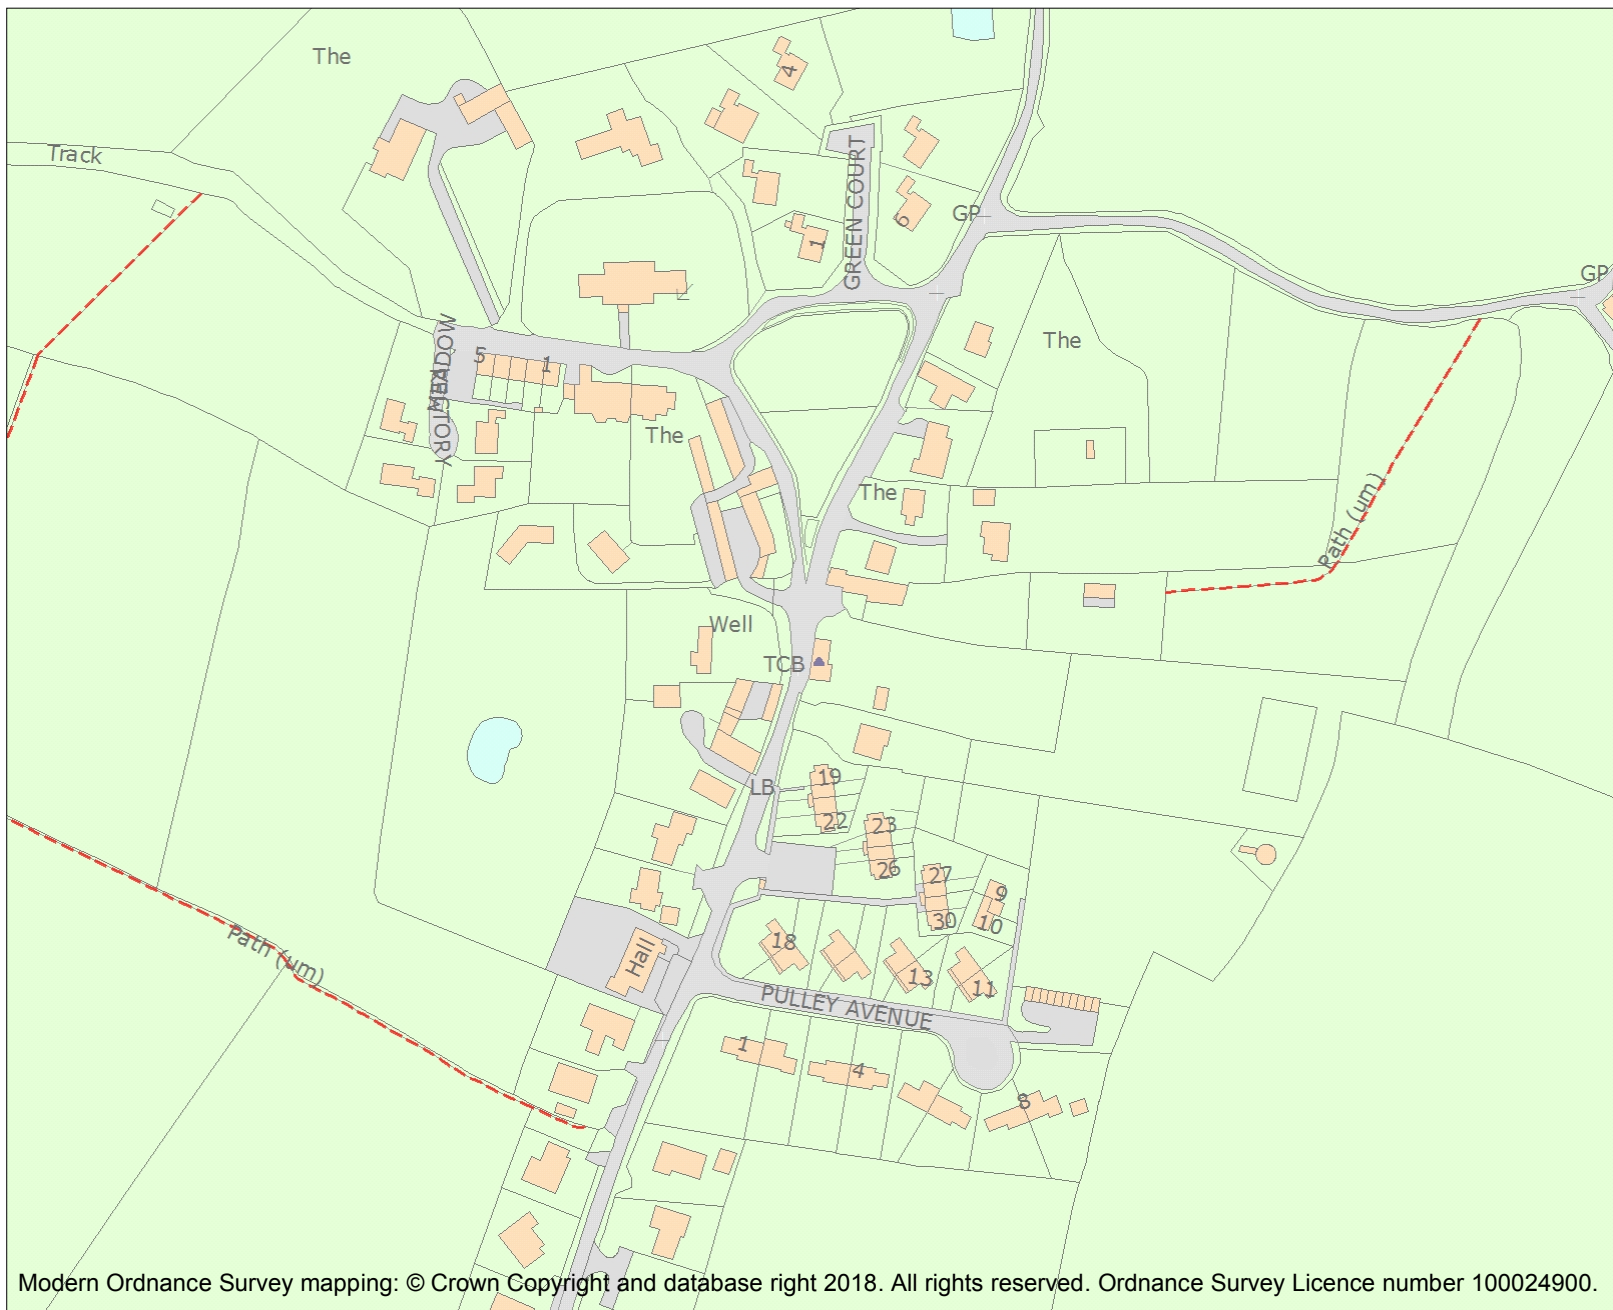 The
4
Track
GREEN COURT
6
GP
1
GP
MEADOW
RECTORY
5
1
The
The
The
Path (um)
Well
TCB
19
LB
22
23
26
27
9
30
10
18
Path (um)
Hall
13
11
PULLEY AVENUE
1
4
8
Modern Ordnance Survey mapping: © Crown Copyright and database right 2018. All rights reserved. Ordnance Survey Licence number 100024900.